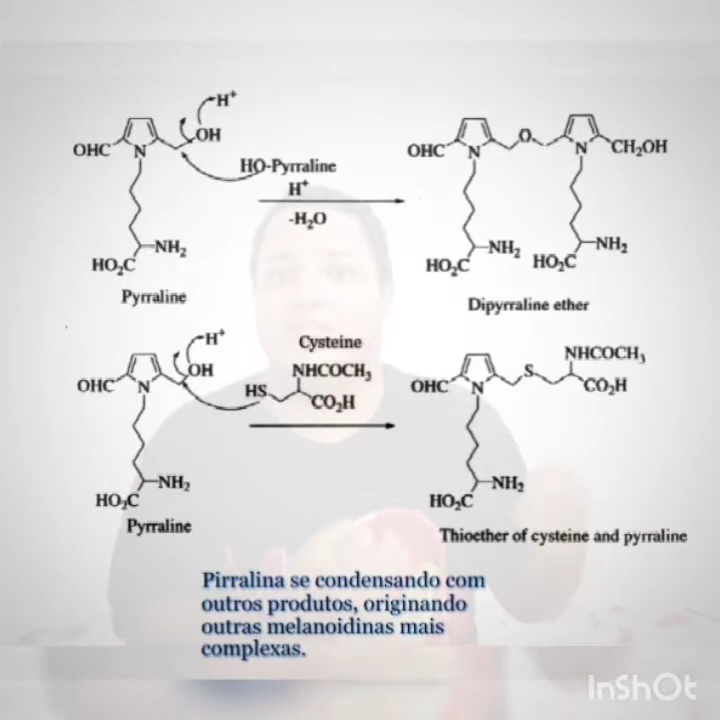 H⁺
OH
OHC
N
HO-Pyrraline
H⁺
-H₂O
NH₂
HO₂C
Pyrraline
O
OHC
N
N
CH₂OH
NH₂
HO₂C
NH₂
HO₂C
Dipyrraline ether
H⁺
OH
OHC
N
Cysteine
NHCOCH₃
HS
CO₂H
NH₂
HO₂C
Pyrraline
NHCOCH₃
S
CO₂H
OHC
N
NH₂
HO₂C
Thioether of cysteine and pyrraline
Pirralina se condensando com
outros produtos, originando
outras melanoidinas mais
complexas.
InShOt